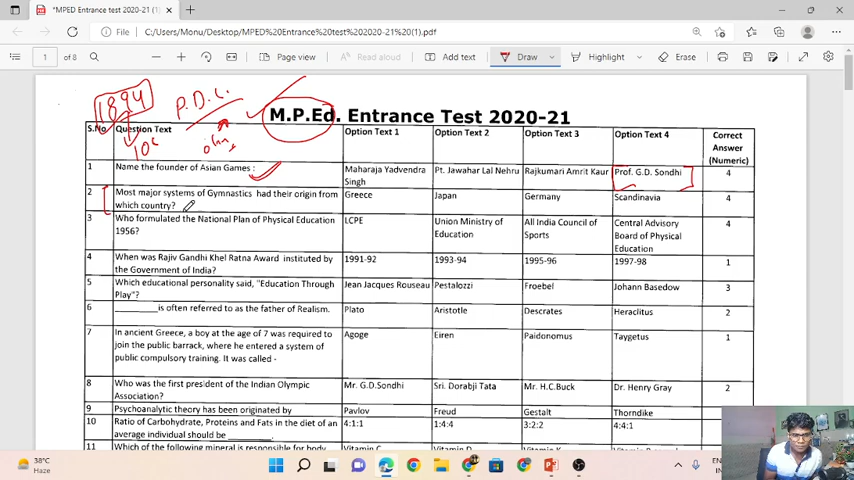 *MPED Entrance test 2020-21 (1)
File
C:/Users/Monu/Desktop/MPED%20Entrance%20test%202020-21%20(1).pdf
1 of 8
Page view
Read aloud
Add text
Draw
Highlight
Erase
1894
P.D.C.
M.P.Ed. Entrance Test 2020-21
S.No Question Text Option Text 1 Option Text 2 Option Text 3 Option Text 4 Correct Answer (Numeric)
1 Name the founder of Asian Games : Maharaja Yadvendra Singh Pt. Jawahar Lal Nehru Rajkumari Amrit Kaur Prof. G.D. Sondhi 4
2 Most major systems of Gymnastics had their origin from which country? Greece Japan Germany Scandinavia 4
3 Who formulated the National Plan of Physical Education 1956? LCPE Union Ministry of Education All India Council of Sports Central Advisory Board of Physical Education 4
4 When was Rajiv Gandhi Khel Ratna Award instituted by the Government of India? 1991-92 1993-94 1995-96 1997-98 1
5 Which educational personality said, "Education Through Play"? Jean Jacques Rouseau Pestalozzi Froebel Johann Basedow 3
6 ________is often referred to as the father of Realism. Plato Aristotle Descrates Heraclitus 2
7 In ancient Greece, a boy at the age of 7 was required to join the public barrack, where he entered a system of public compulsory training. It was called - Agoge Eiren Paidonomus Taygetus 1
8 Who was the first president of the Indian Olympic Association? Mr. G.D.Sondhi Sri. Dorabji Tata Mr. H.C.Buck Dr. Henry Gray 2
9 Psychoanalytic theory has been originated by Pavlov Freud Gestalt Thorndike
10 Ratio of Carbohydrate, Proteins and Fats in the diet of an average individual should be ________. 4:1:1 1:4:4 3:2:2 4:4:1
11 Which of the following mineral is responsible for body Vitamin C
38°C
Haze